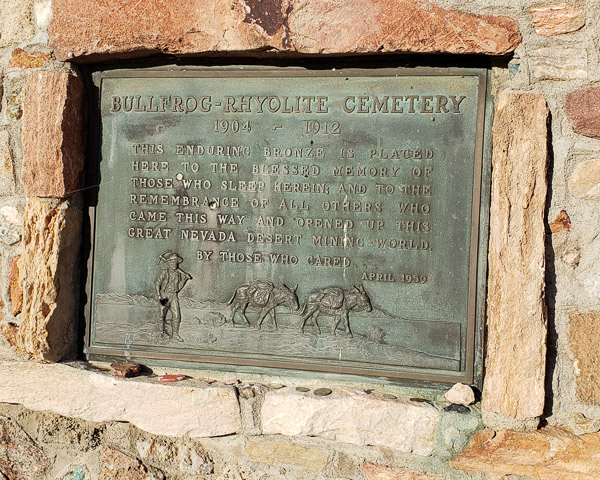 BULLFROG-RHYOLITE CEMETERY
1904 - 1912
THIS ENDURING BRONZE IS PLACED
HERE TO THE BLESSED MEMORY OF
THOSE WHO SLEEP HEREIN, AND TO THE
REMEMBRANCE OF ALL OTHERS WHO
CAME THIS WAY AND OPENED UP THIS
GREAT NEVADA DESERT MINING WORLD.
BY THOSE WHO CARED...
APRIL 1959